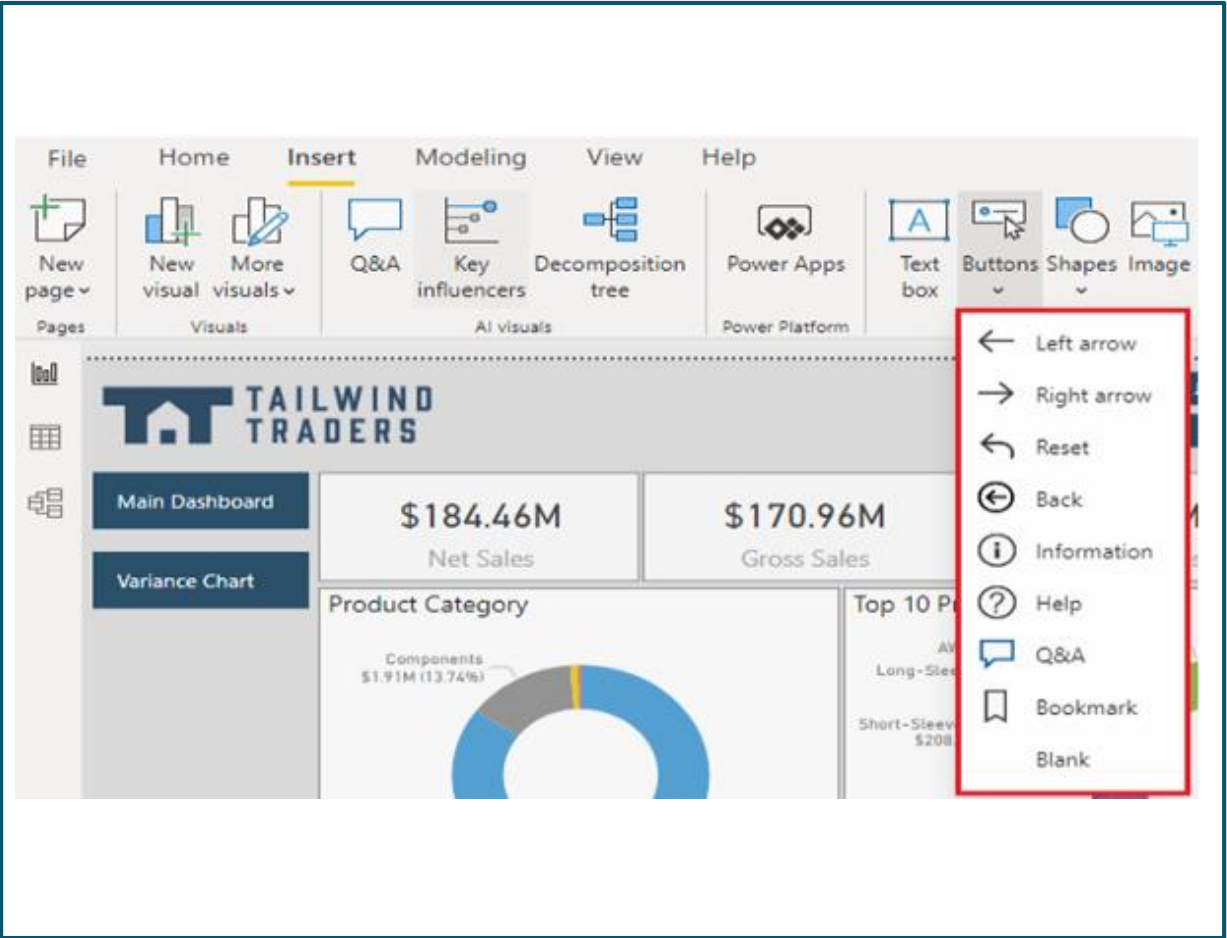 File Home Insert Modeling View Help
New page
New visual
More visuals
Q&A
Key influencers
Decomposition tree
Power Apps
Text box
Buttons
Shapes
Image
Pages
Visuals
AI visuals
Power Platform
TAILWIND
TRADERS
Main Dashboard
Variance Chart
$184.46M
Net Sales
$170.96M
Gross Sales
Product Category
Components
$1.91M (13.74%)
Top 10 P
Long-Slee
Short-Sleev
$208.
Left arrow
Right arrow
Reset
Back
Information
Help
Q&A
Bookmark
Blank